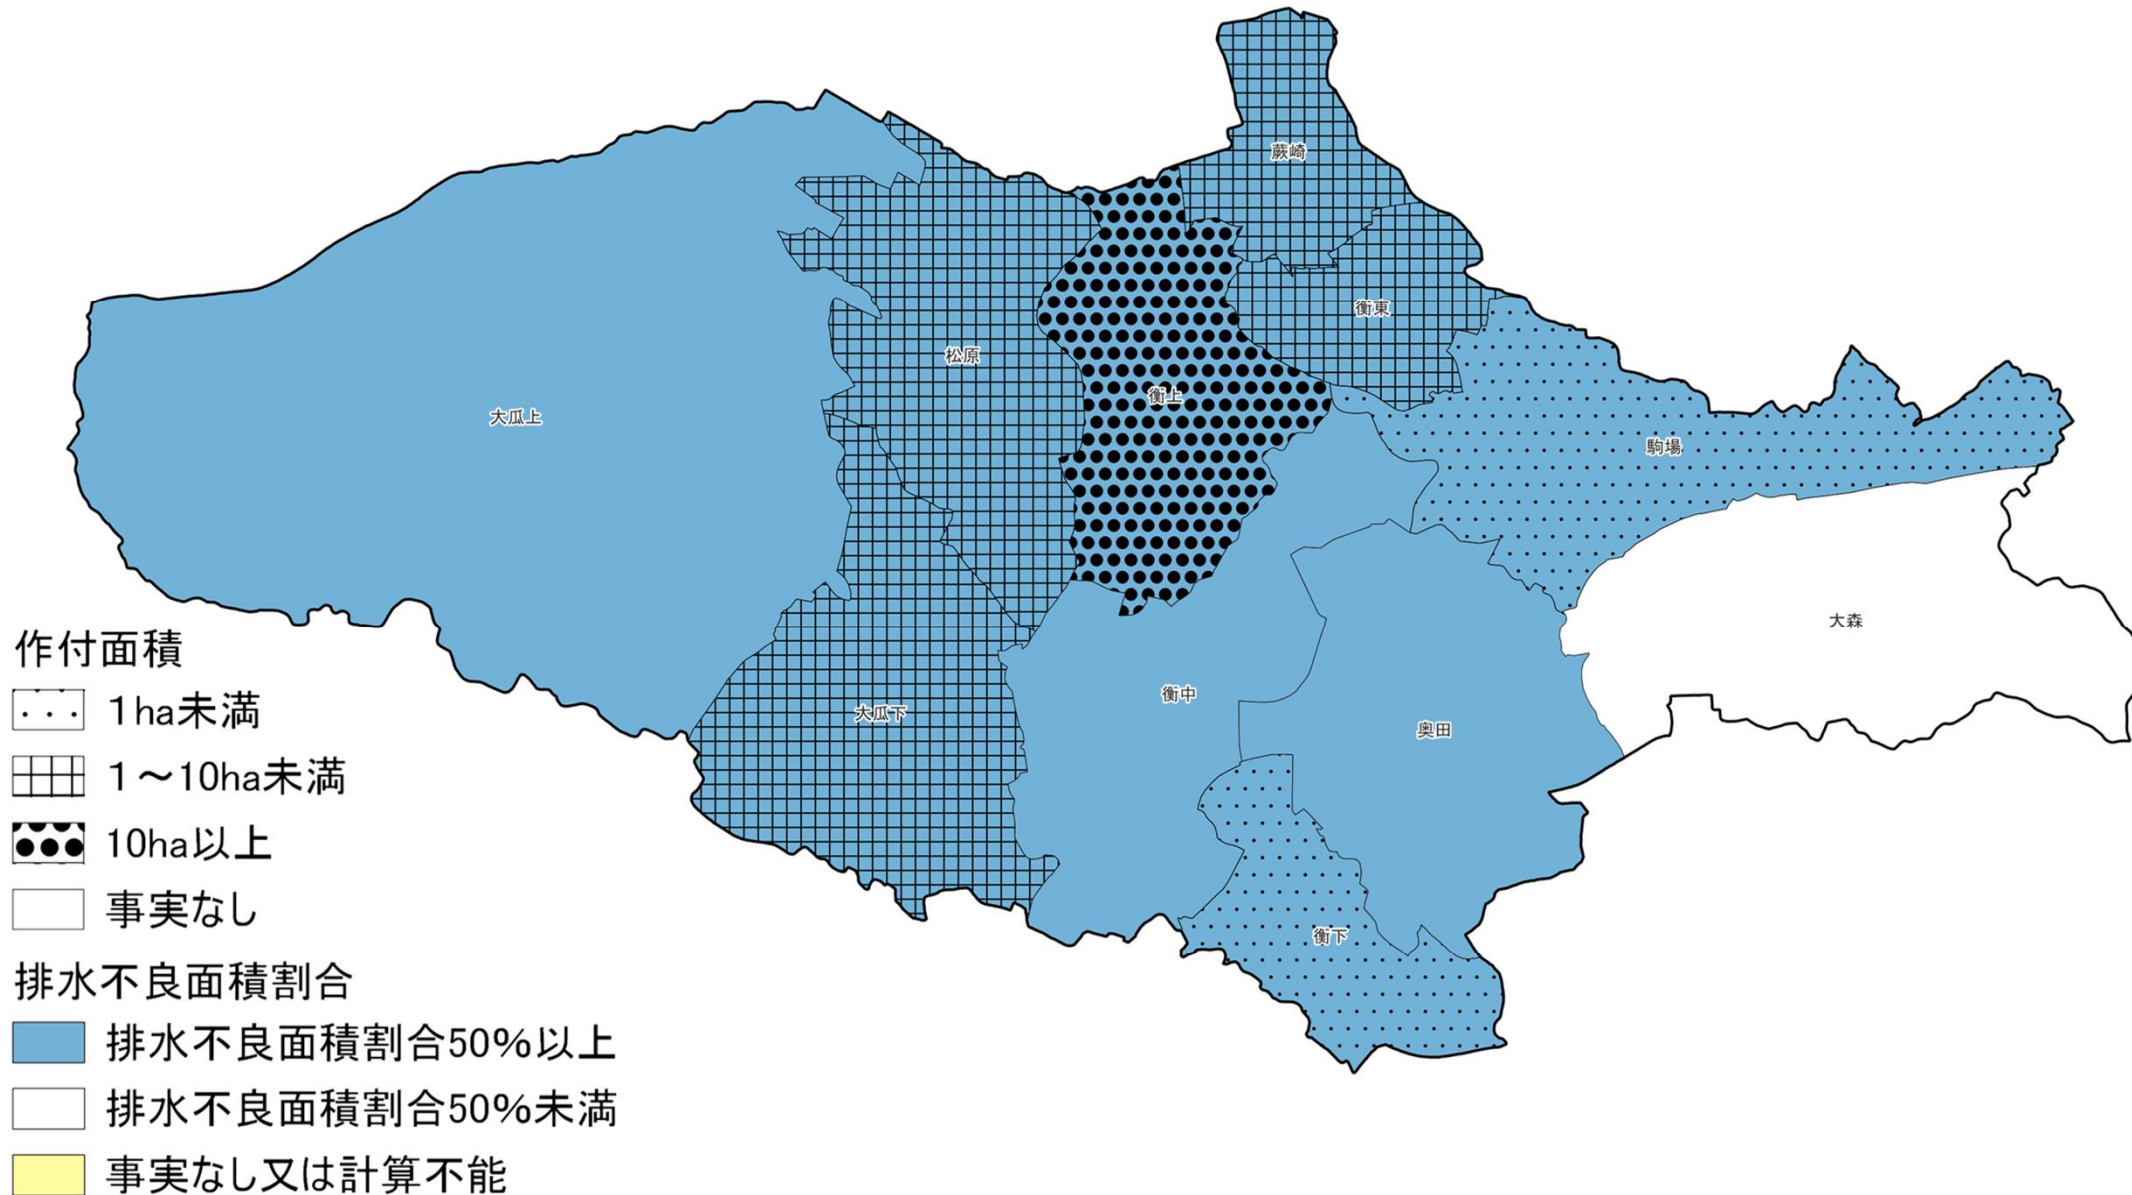 蕨崎
衡東
松原
衡上
大瓜上
駒場
大森
衡中
大瓜下
奥田
衡下
作付面積
1ha未満
1～10ha未満
10ha以上
事実なし
排水不良面積割合
排水不良面積割合50%以上
排水不良面積割合50%未満
事実なし又は計算不能